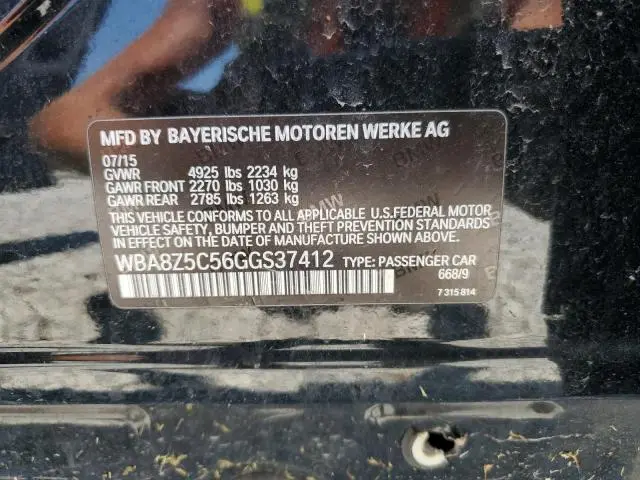 MFD BY BAYERISCHE MOTOREN WERKE AG
07/15
GVWR 4925 lbs 2234 kg
GAWR FRONT 2270 lbs 1030 kg
GAWR REAR 2785 lbs 1263 kg
THIS VEHICLE CONFORMS TO ALL APPLICABLE U.S.FEDERAL MOTOR
VEHICLE SAFETY, BUMPER, AND THEFT PREVENTION STANDARDS
IN EFFECT ON THE DATE OF MANUFACTURE SHOWN ABOVE.
WBA8Z5C56GGS37412 TYPE: PASSENGER CAR
668/9
7 315 814